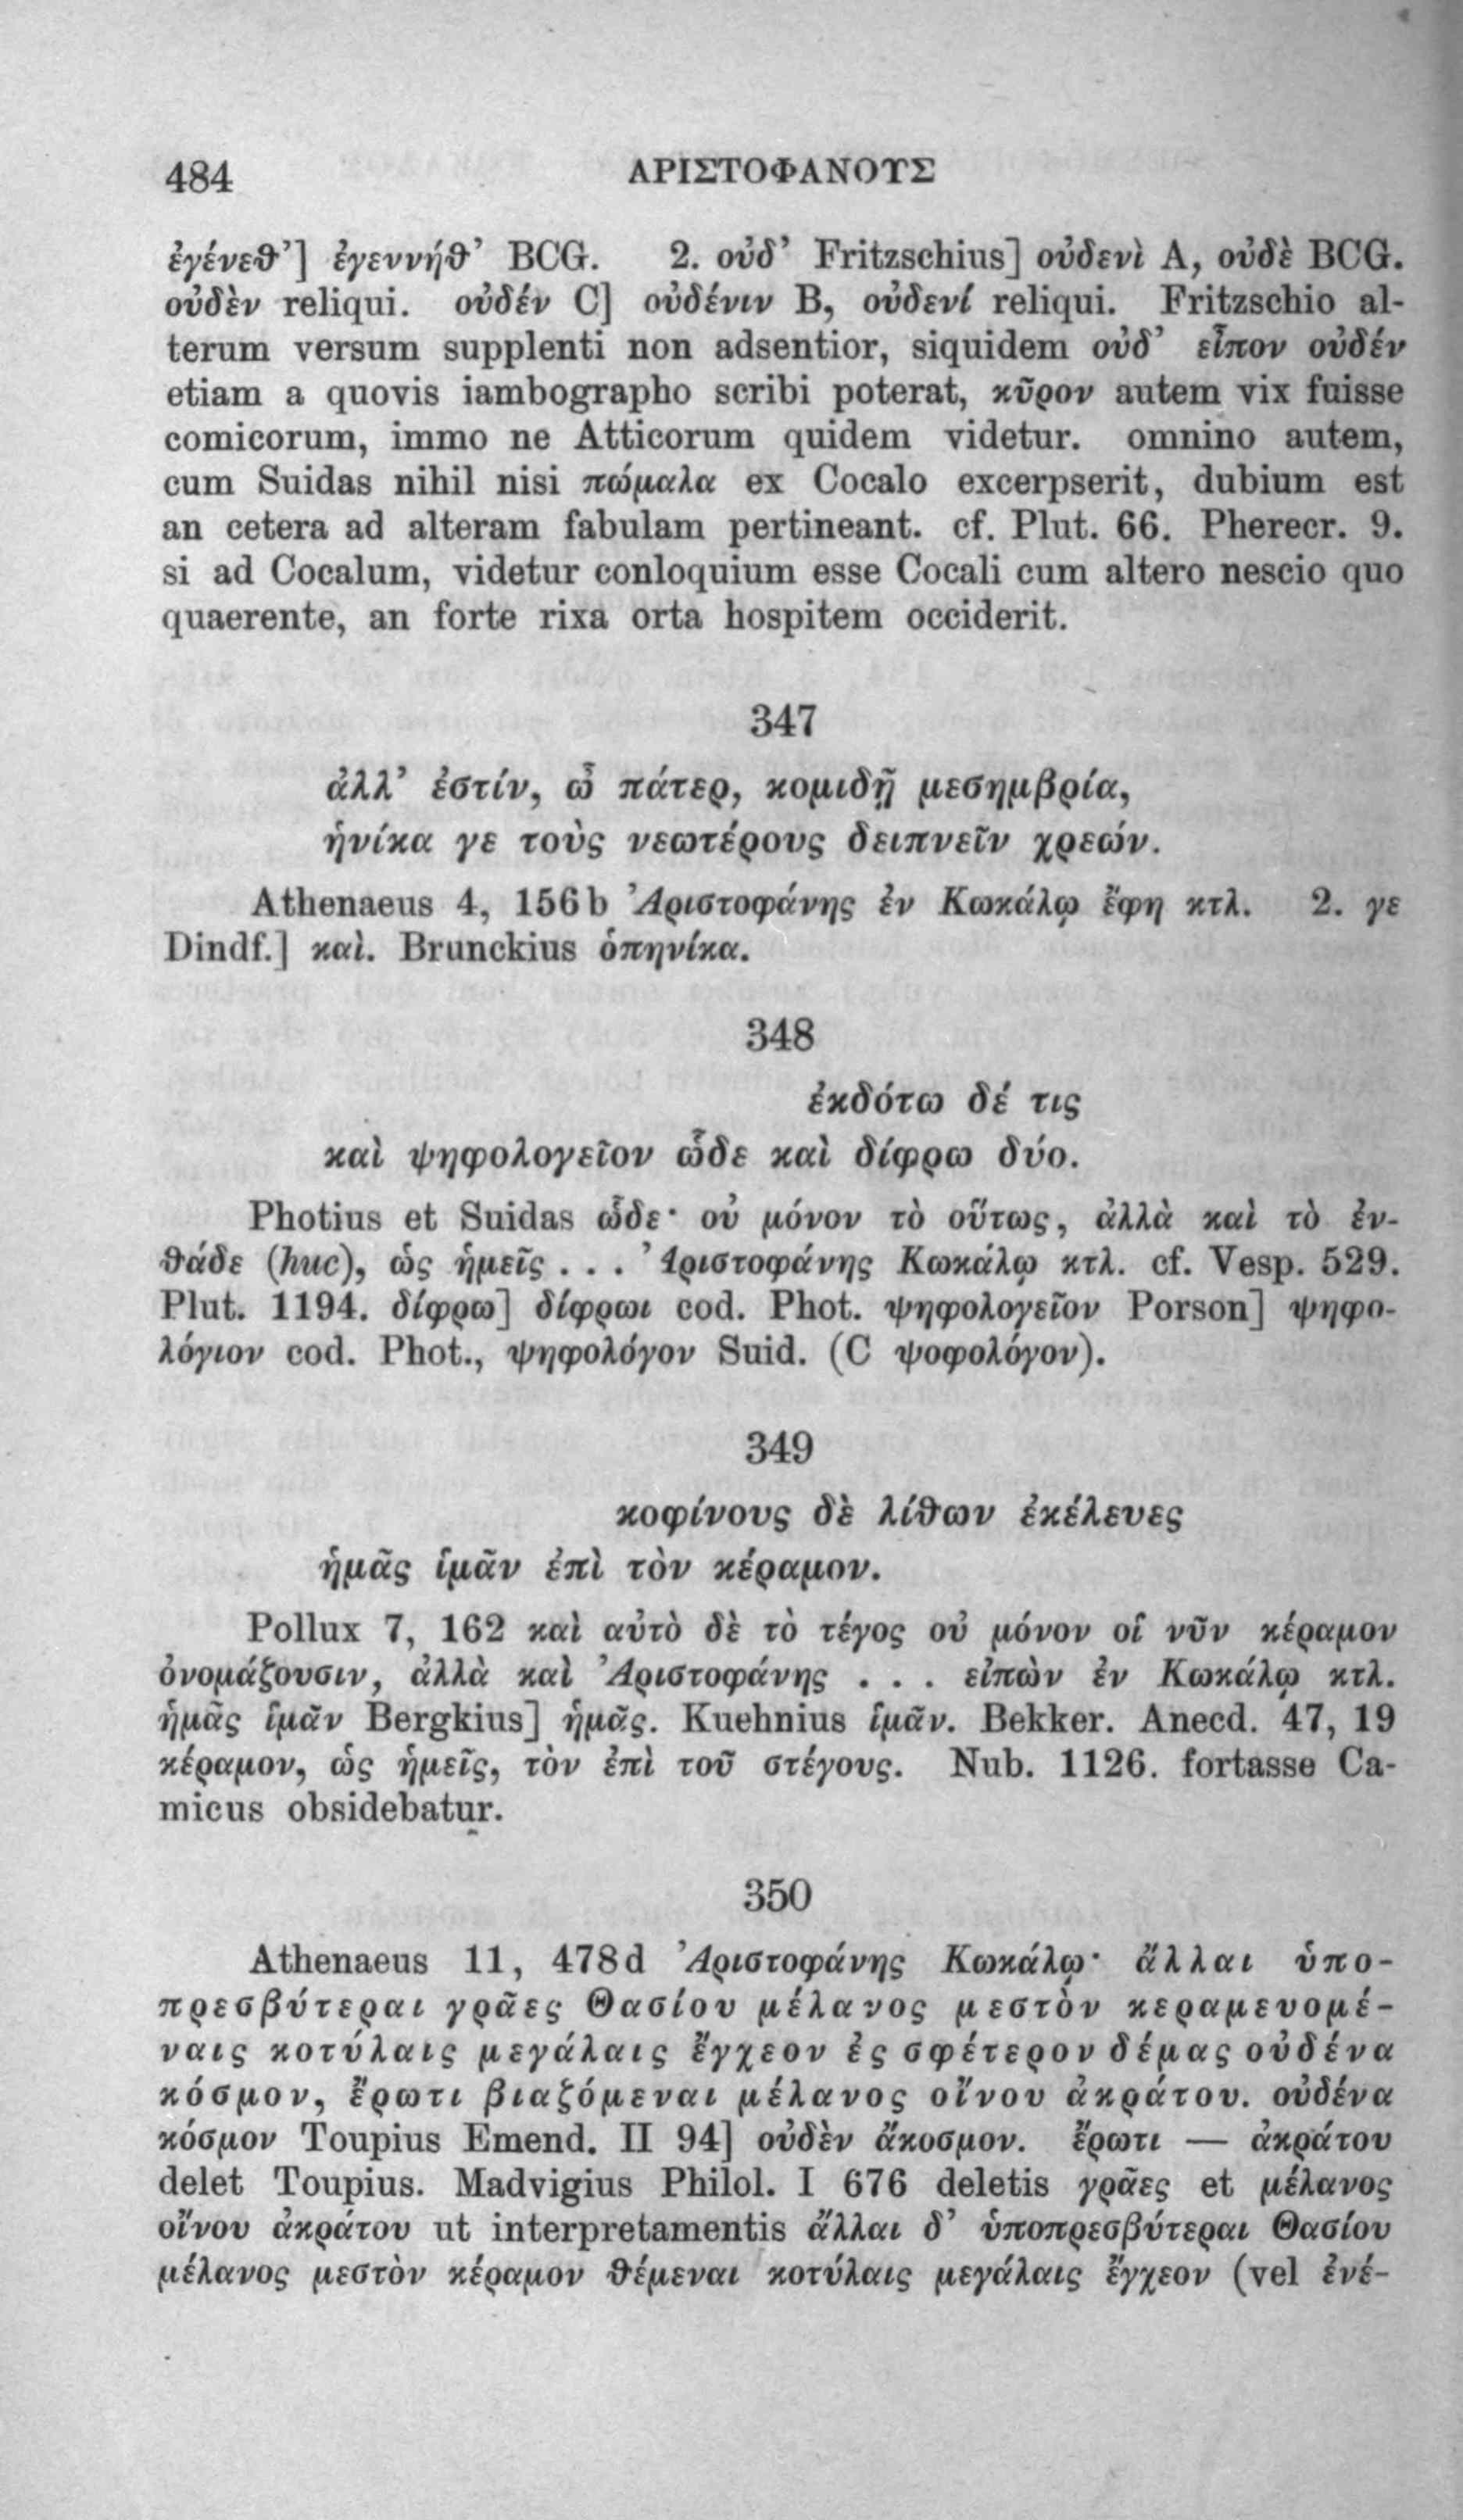 484
ΑΡΙΣΤΟΦΑΝΟΥΣ
ἐγένεθ’] ἐγεννήθ’ BCG. 2. οὐδ’ Fritzschius] οὐδενὶ A, οὐδὲ BCG.
οὐδὲν reliqui. οὐδέν C] οὐδένιν B, οὐδενί reliqui. Fritzschio al-
terum versum supplenti non adsentior, siquidem οὐδ’ εἶπον οὐδέν
etiam a quovis iambographo scribi poterat, κῦρον autem vix fuisse
comicorum, immo ne Atticorum quidem videtur. omnino autem,
cum Suidas nihil nisi πώμαλα ex Cocalo excerpserit, dubium est
an cetera ad alteram fabulam pertineant. cf. Plut. 66. Pherecr. 9.
si ad Cocalum, videtur conloquium esse Cocali cum altero nescio quo
quaerente, an forte rixa orta hospitem occiderit.
347
ἀλλ’ ἐστίν, ὦ πάτερ, κομιδῇ μεσημβρία,
ἡνίκα γε τοὺς νεωτέρους δειπνεῖν χρεών.
Athenaeus 4, 156b Ἀριστοφάνης ἐν Κωκάλῳ ἔφη κτλ. 2. γε
Dindf.] καὶ. Brunckius ὁπηνίκα.
348
ἐκδότω δέ τις
καὶ ψηφολογεῖον ὧδε καὶ δίφρω δύο.
Photius et Suidas ὧδε· οὐ μόνον τὸ οὕτως, ἀλλὰ καὶ τὸ ἐν-
θάδε (huc), ὡς ἡμεῖς . . . Ἀριστοφάνης Κωκάλῳ κτλ. cf. Vesp. 529.
Plut. 1194. δίφρω] δίφρωι cod. Phot. ψηφολογεῖον Porson] ψηφο-
λόγιον cod. Phot., ψηφολόγον Suid. (C ψοφολόγον).
349
κοφίνους δὲ λίθων ἐκέλευες
ἡμᾶς ἱμᾶν ἐπὶ τὸν κέραμον.
Pollux 7, 162 καὶ αὐτὸ δὲ τὸ τέγος οὐ μόνον οἱ νῦν κέραμον
ὀνομάζουσιν, ἀλλὰ καὶ Ἀριστοφάνης . . . εἰπὼν ἐν Κωκάλῳ κτλ.
ἡμᾶς ἱμᾶν Bergkius] ἡμᾶς. Kuehnius ἱμᾶν. Bekker. Anecd. 47, 19
κέραμον, ὡς ἡμεῖς, τὸν ἐπὶ τοῦ στέγους. Nub. 1126. fortasse Ca-
micus obsidebatur.
350
Athenaeus 11, 478d Ἀριστοφάνης Κωκάλῳ· ἄλλαι ὑπο-
πρεσβύτεραι γρᾶες Θασίου μέλανος μεστὸν κεραμευομέ-
ναις κοτύλαις μεγάλαις ἔγχεον ἐς σφέτερον δέμας οὐδένα
κόσμον, ἔρωτι βιαζόμεναι μέλανος οἴνου ἀκράτου. οὐδένα
κόσμον Toupius Emend. II 94] οὐδὲν ἄκοσμον. ἔρωτι — ἀκράτου
delet Toupius. Madvigius Philol. I 676 deletis γρᾶες et μέλανος
οἴνου ἀκράτου ut interpretamentis ἄλλαι δ’ ὑποπρεσβύτεραι Θασίου
μέλανος μεστὸν κέραμον θέμεναι κοτύλαις μεγάλαις ἔγχεον (vel ἐνέ-